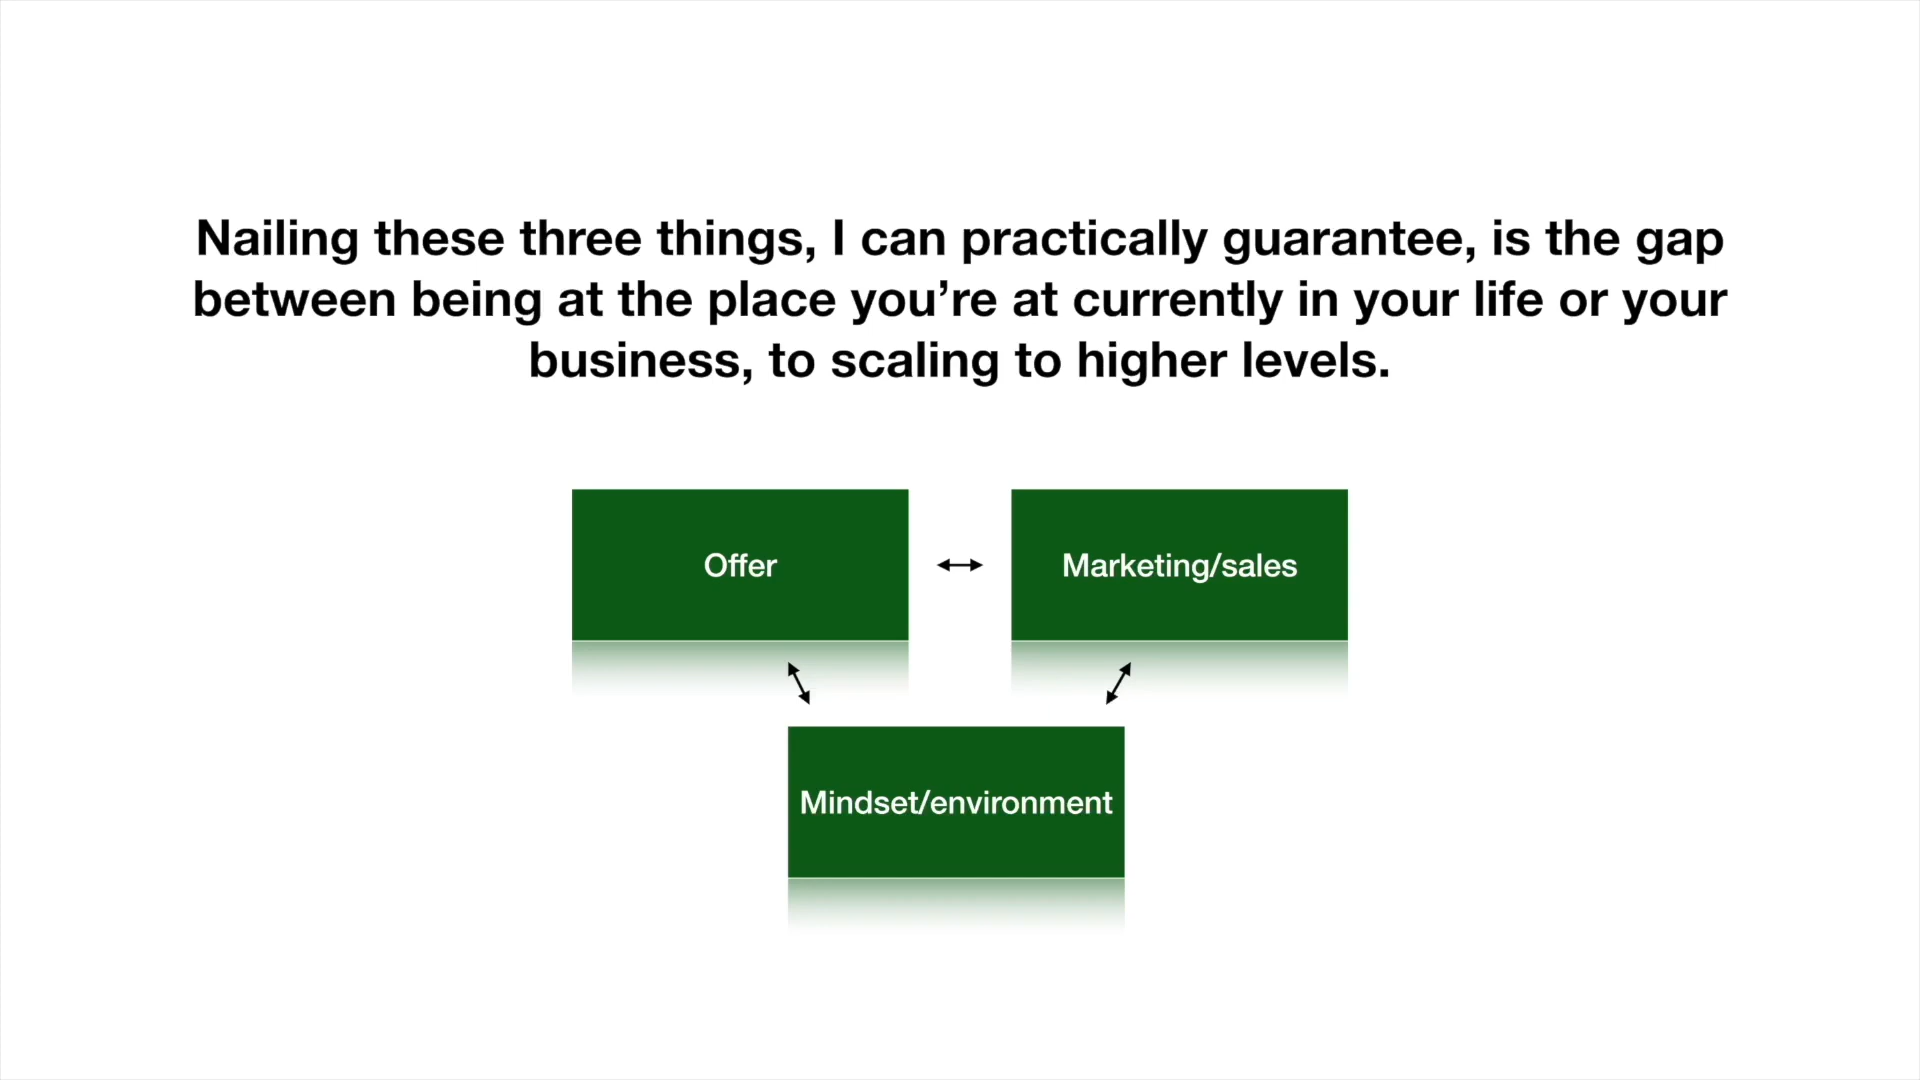 Nailing these three things, I can practically guarantee, is the gap
between being at the place you’re at currently in your life or your
business, to scaling to higher levels.
Offer
Marketing/sales
Mindset/environment